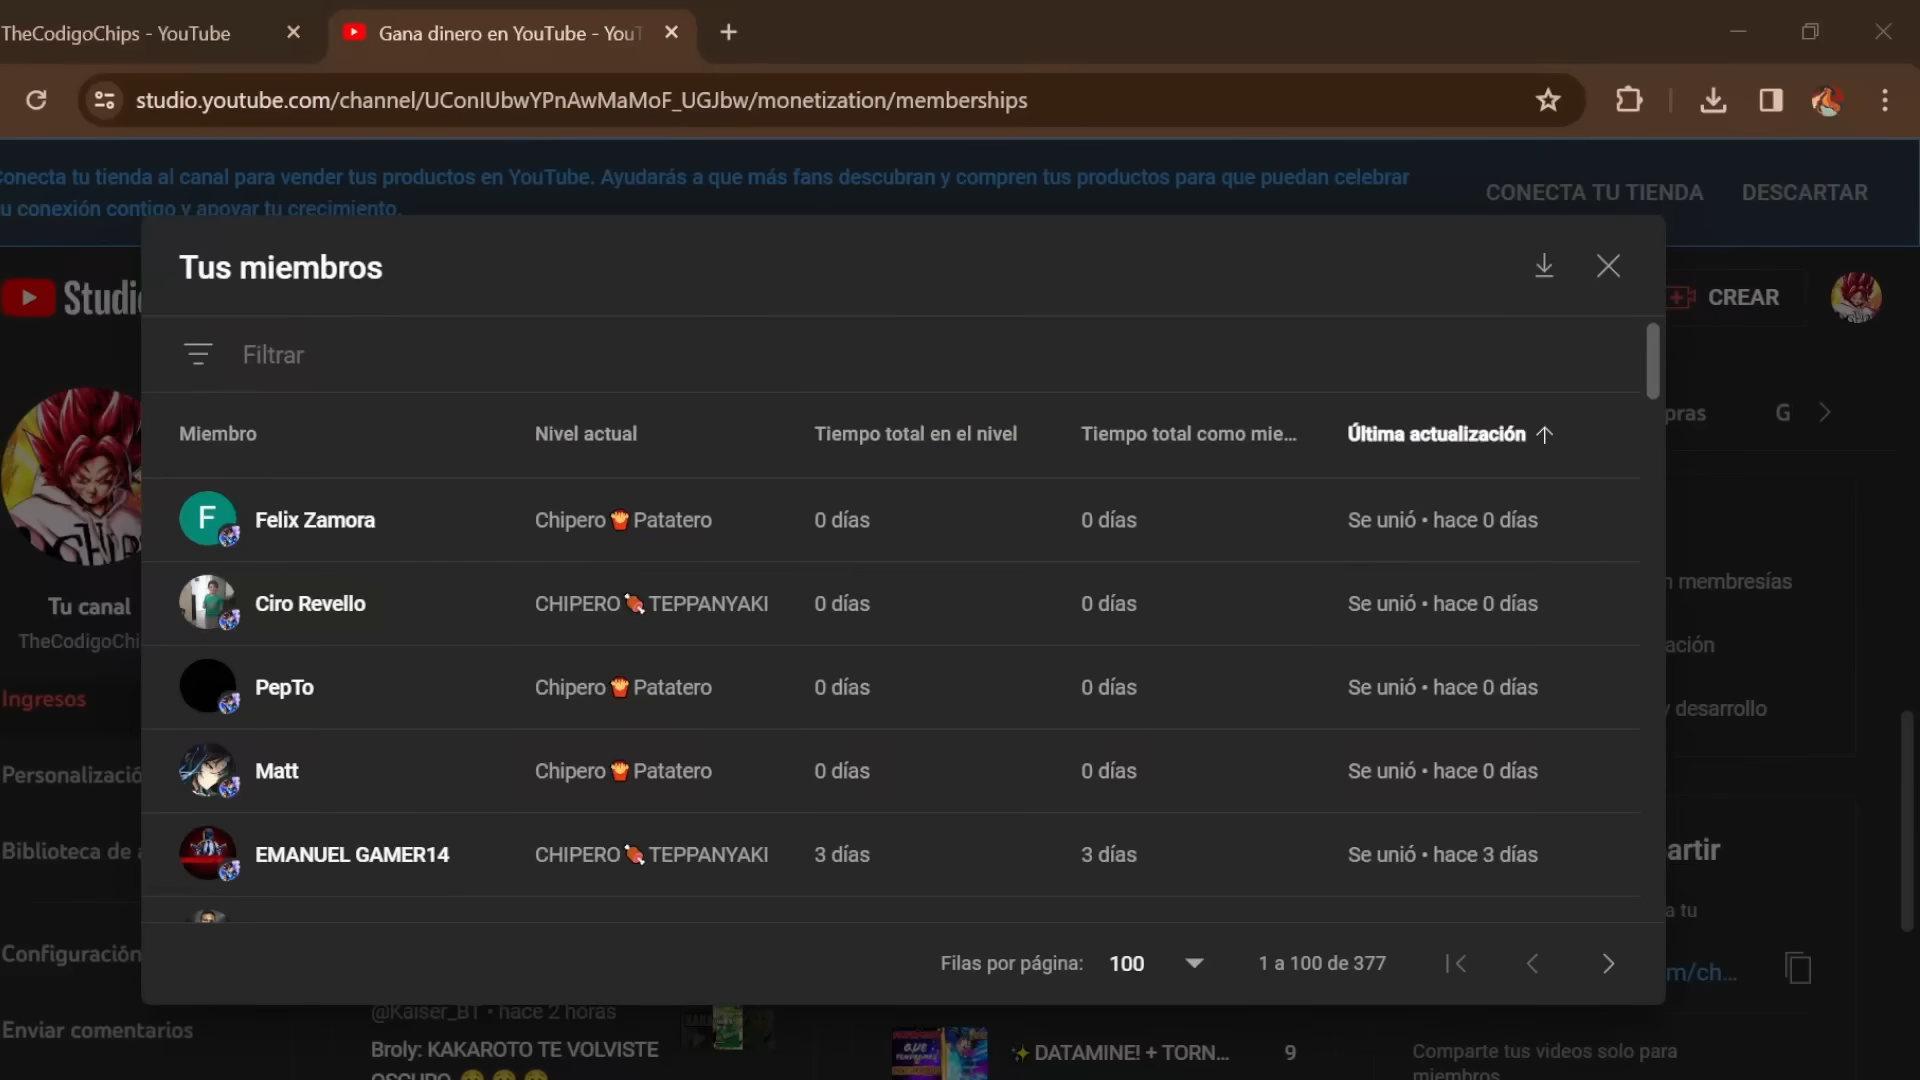 TheCodigoChips - YouTube
Gana dinero en YouTube - You
studio.youtube.com/channel/UConIUbwYPnAwMaMoF_UGJbw/monetization/memberships
onecta tu tienda al canal para vender tus productos en YouTube. Ayudarás a que más fans descubran y compren tus productos para que puedan celebrar
u conexión contigo y apoyar tu crecimiento.
CONECTA TU TIENDA
DESCARTAR
Studi
CREAR
Tus miembros
Filtrar
Miembro
Nivel actual
Tiempo total en el nivel
Tiempo total como mie...
Última actualización
F
Felix Zamora
Chipero 🍟 Patatero
0 días
0 días
Se unió • hace 0 días
Ciro Revello
CHIPERO 🍖 TEPPANYAKI
0 días
0 días
Se unió • hace 0 días
PepTo
Chipero 🍟 Patatero
0 días
0 días
Se unió • hace 0 días
Matt
Chipero 🍟 Patatero
0 días
0 días
Se unió • hace 0 días
EMANUEL GAMER14
CHIPERO 🍖 TEPPANYAKI
3 días
3 días
Se unió • hace 3 días
Filas por página:
100
1 a 100 de 377
Tu canal
TheCodigoChi
Ingresos
Personalizació
Biblioteca de a
Configuración
Enviar comentarios
pras
G
n membresías
ación
y desarrollo
artir
a tu
m/ch...
@Kaiser_BT • hace 2 horas
Broly: KAKAROTO TE VOLVISTE
OSCURO
✨DATAMINE! + TORN...
9
Comparte tus videos solo para
miembros